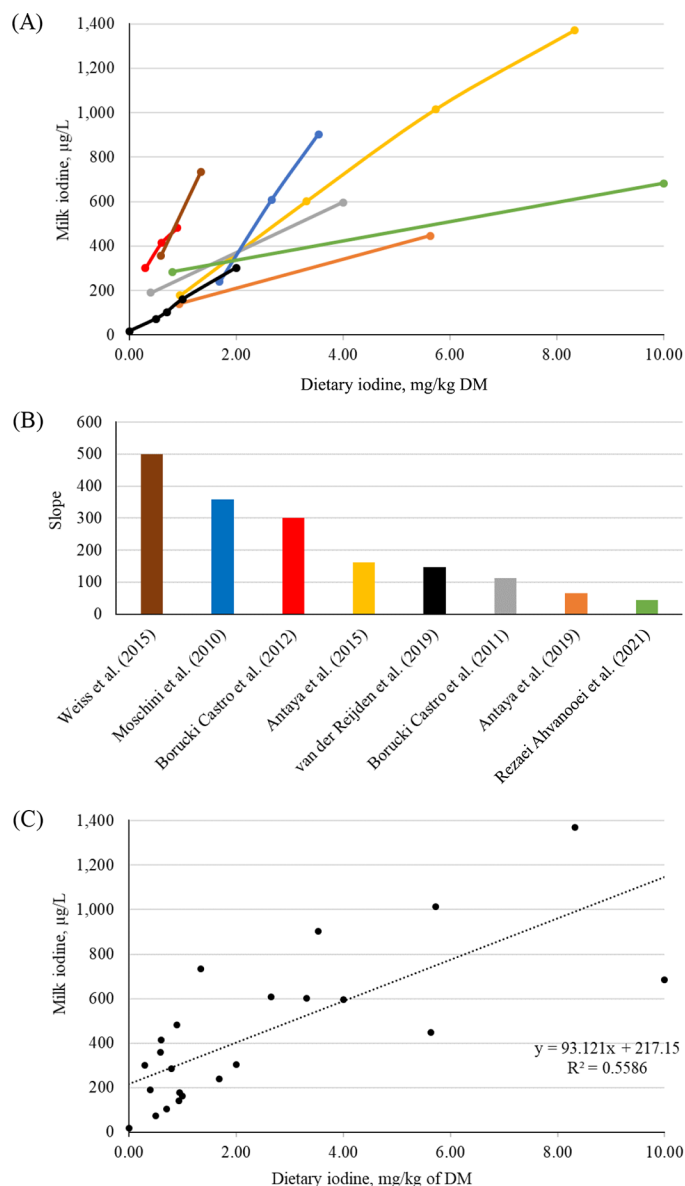 (A)
1,400
1,200
1,000
800
600
400
200
0
Milk iodine, µg/L
0.00 2.00 4.00 6.00 8.00 10.00
Dietary iodine, mg/kg DM
(B)
600
500
400
300
200
100
0
Slope
Weiss et al. (2015)
Moschini et al. (2010)
Borucki Castro et al. (2012)
Antaya et al. (2015)
van der Reijden et al. (2019)
Borucki Castro et al. (2011)
Antaya et al. (2019)
Rezaei Ahvanooei et al. (2021)
(C)
1,400
1,200
1,000
800
600
400
200
0
Milk iodine, µg/L
y = 93.121x + 217.15
R² = 0.5586
0.00 2.00 4.00 6.00 8.00 10.00
Dietary iodine, mg/kg of DM